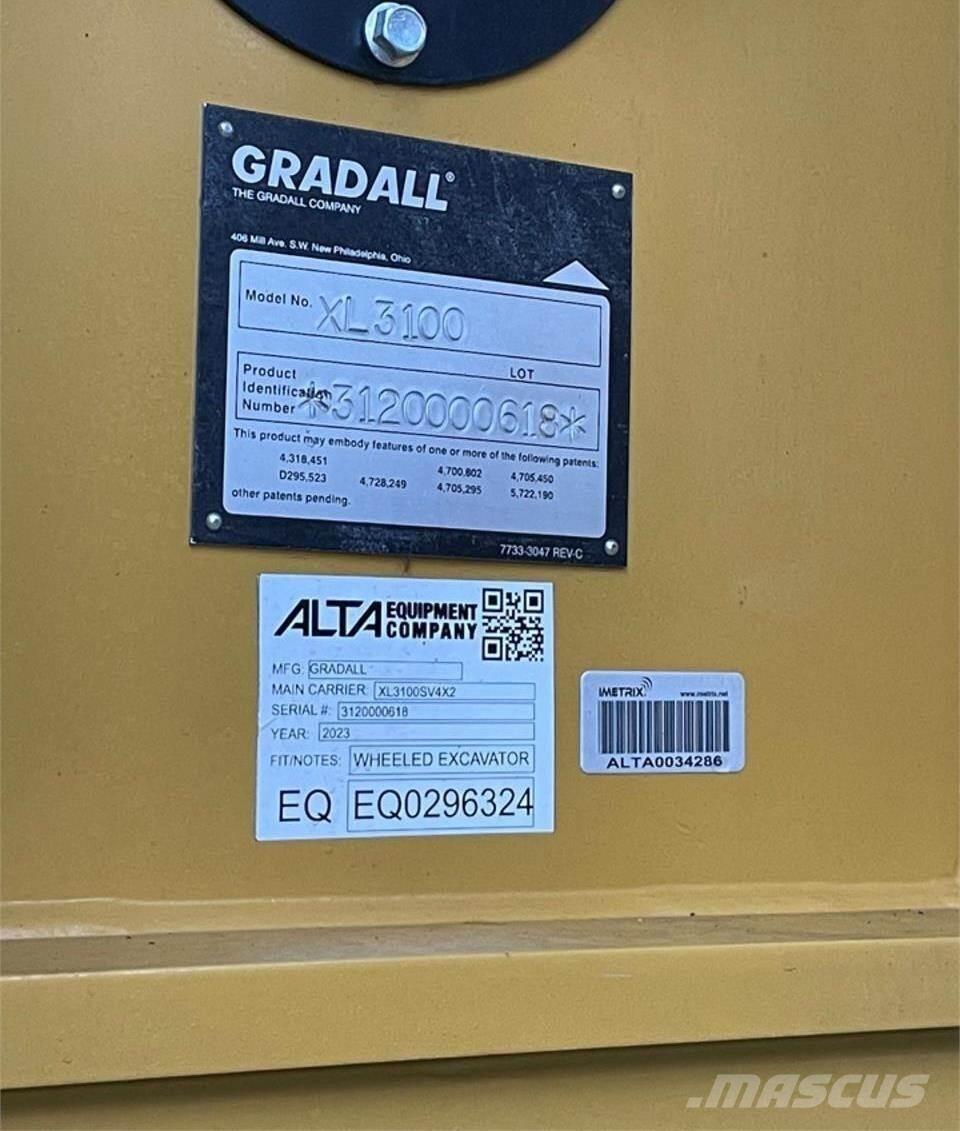 GRADALL®
THE GRADALL COMPANY
406 Mill Ave. S.W. New Philadelphia, Ohio
Model No. XL3100
Product LOT
Identification
Number *3120000618*
This product may embody features of one or more of the following patents:
4,318,451 4,700,802 4,705,450
D295,523 4,728,249 4,705,295 5,722,190
other patents pending.
7733-3047 REV-C
ALTA EQUIPMENT
COMPANY
MFG: GRADALL
MAIN CARRIER: XL3100SV4X2
SERIAL #: 3120000618
YEAR: 2023
FIT/NOTES: WHEELED EXCAVATOR
EQ EQ0296324
IMETRIX www.imetrix.net
ALTA0034286
.MASCUS